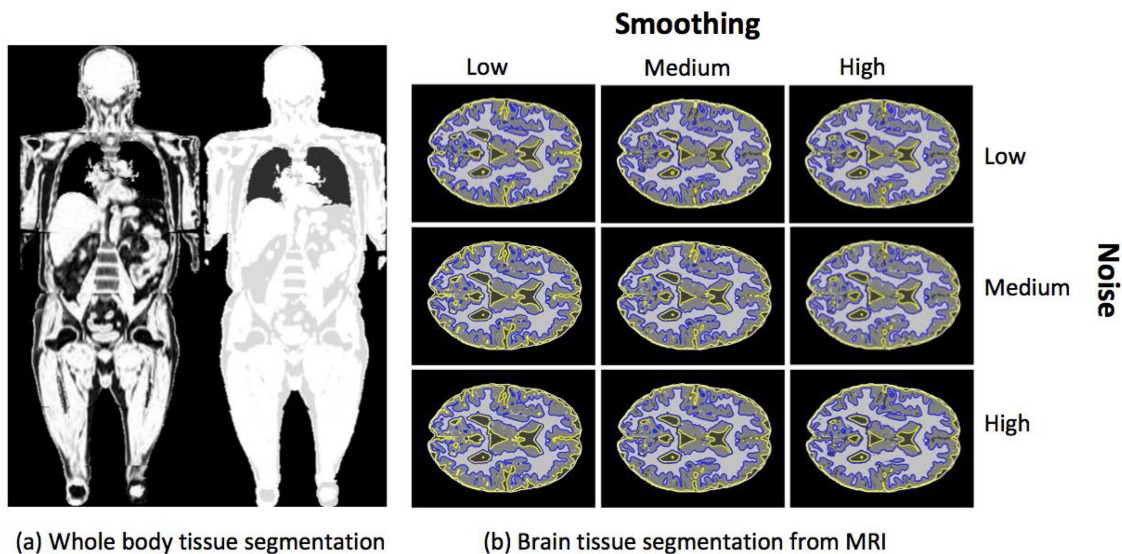 Smoothing
Low Medium High
Low
Medium
High
Noise
(a) Whole body tissue segmentation
(b) Brain tissue segmentation from MRI